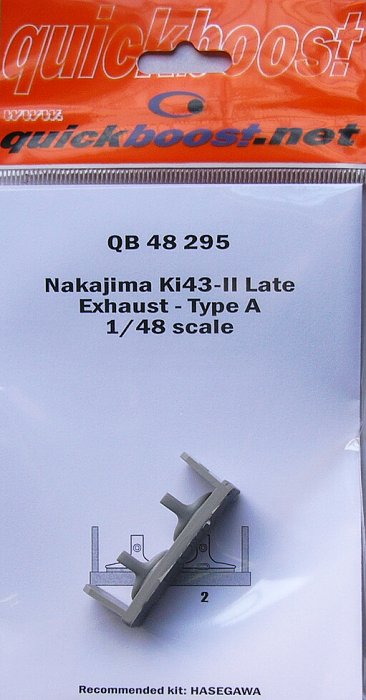 quickboost
www.
quickboost.net
QB 48 295
Nakajima Ki43-II Late
Exhaust - Type A
1/48 scale
2
Recommended kit: HASEGAWA